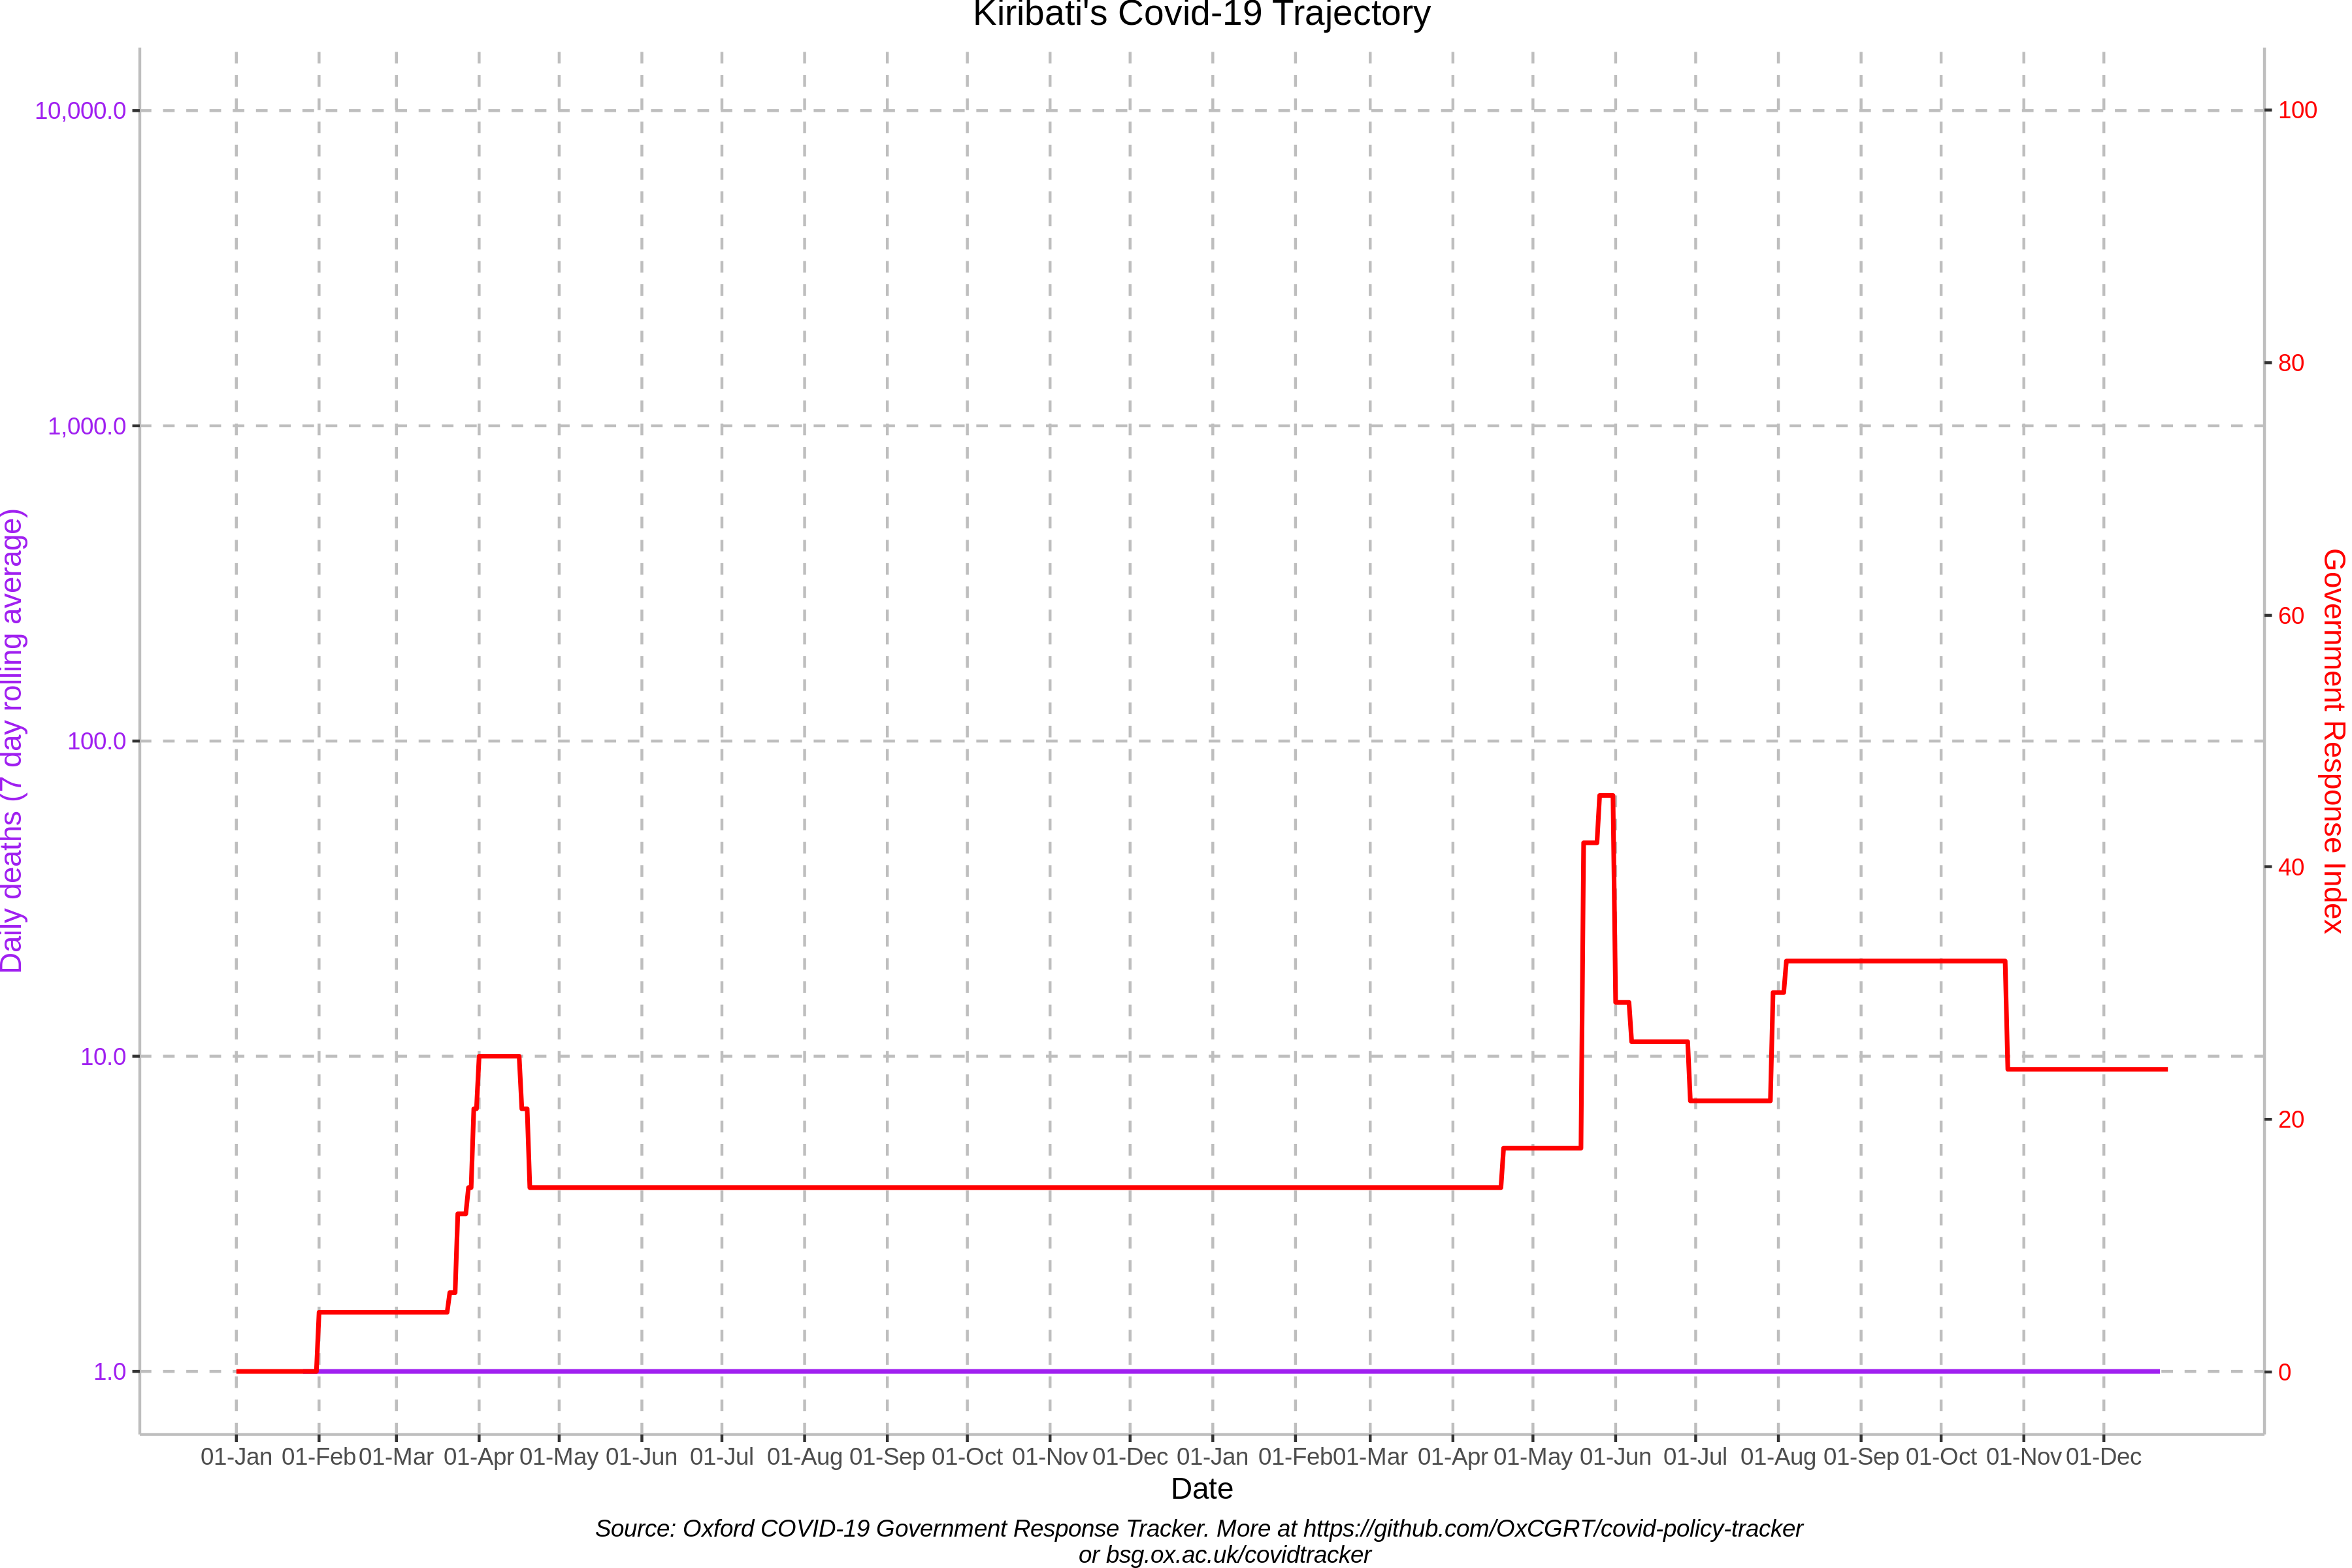 Kiribati's Covid-19 Trajectory
10,000.0
1,000.0
100.0
10.0
1.0
Daily deaths (7 day rolling average)
100
80
60
40
20
0
Government Response Index
01-Jan 01-Feb 01-Mar 01-Apr 01-May 01-Jun 01-Jul 01-Aug 01-Sep 01-Oct 01-Nov 01-Dec 01-Jan 01-Feb 01-Mar 01-Apr 01-May 01-Jun 01-Jul 01-Aug 01-Sep 01-Oct 01-Nov 01-Dec
Date
Source: Oxford COVID-19 Government Response Tracker. More at https://github.com/OxCGRT/covid-policy-tracker
or bsg.ox.ac.uk/covidtracker